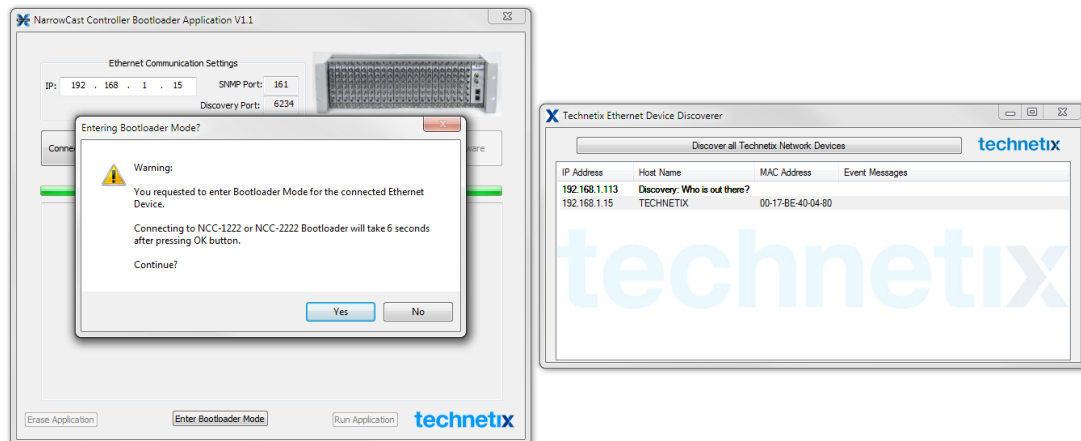 NarrowCast Controller Bootloader Application V1.1
Ethernet Communication Settings
IP: 192 . 168 . 1 . 15 SNMP Port: 161
Discovery Port: 6234
Entering Bootloader Mode?
Warning:
You requested to enter Bootloader Mode for the connected Ethernet
Device.
Connecting to NCC-1222 or NCC-2222 Bootloader will take 6 seconds
after pressing OK button.
Continue?
Yes No
Erase Application Enter Bootloader Mode Run Application technetix
Technetix Ethernet Device Discoverer
Discover all Technetix Network Devices technetix
IP Address Host Name MAC Address Event Messages
192.168.1.113 Discovery: Who is out there?
192.168.1.15 TECHNETIX 00-17-BE-40-04-80
technetix